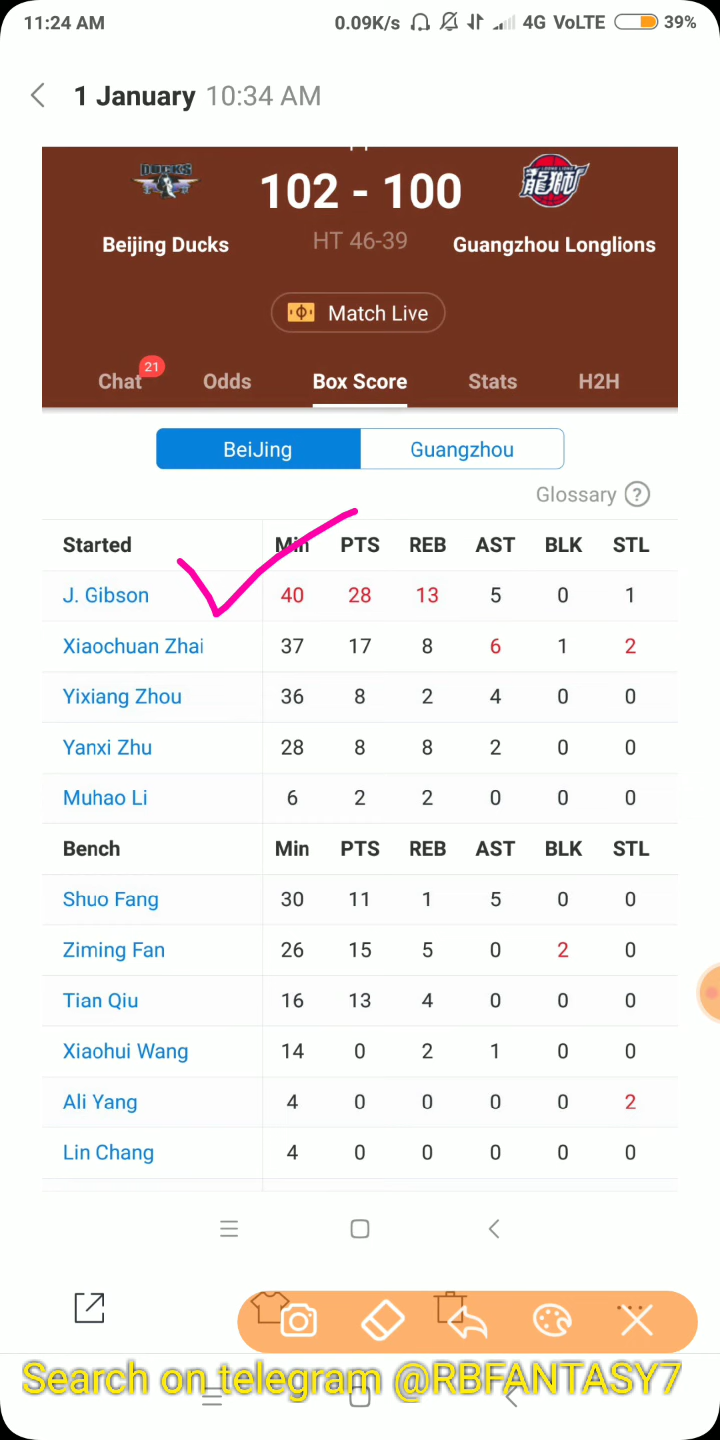 11:24 AM 0.09K/s 4G VoLTE 39%
1 January 10:34 AM
DUCKS
102 - 100
龍獅
Beijing Ducks HT 46-39 Guangzhou Longlions
Match Live
Chat 21 Odds Box Score Stats H2H
BeiJing Guangzhou
Glossary ?
Started Min PTS REB AST BLK STL
J. Gibson 40 28 13 5 0 1
Xiaochuan Zhai 37 17 8 6 1 2
Yixiang Zhou 36 8 2 4 0 0
Yanxi Zhu 28 8 8 2 0 0
Muhao Li 6 2 2 0 0 0
Bench Min PTS REB AST BLK STL
Shuo Fang 30 11 1 5 0 0
Ziming Fan 26 15 5 0 2 0
Tian Qiu 16 13 4 0 0 0
Xiaohui Wang 14 0 2 1 0 0
Ali Yang 4 0 0 0 0 2
Lin Chang 4 0 0 0 0 0
Search on telegram @RBFANTASY7